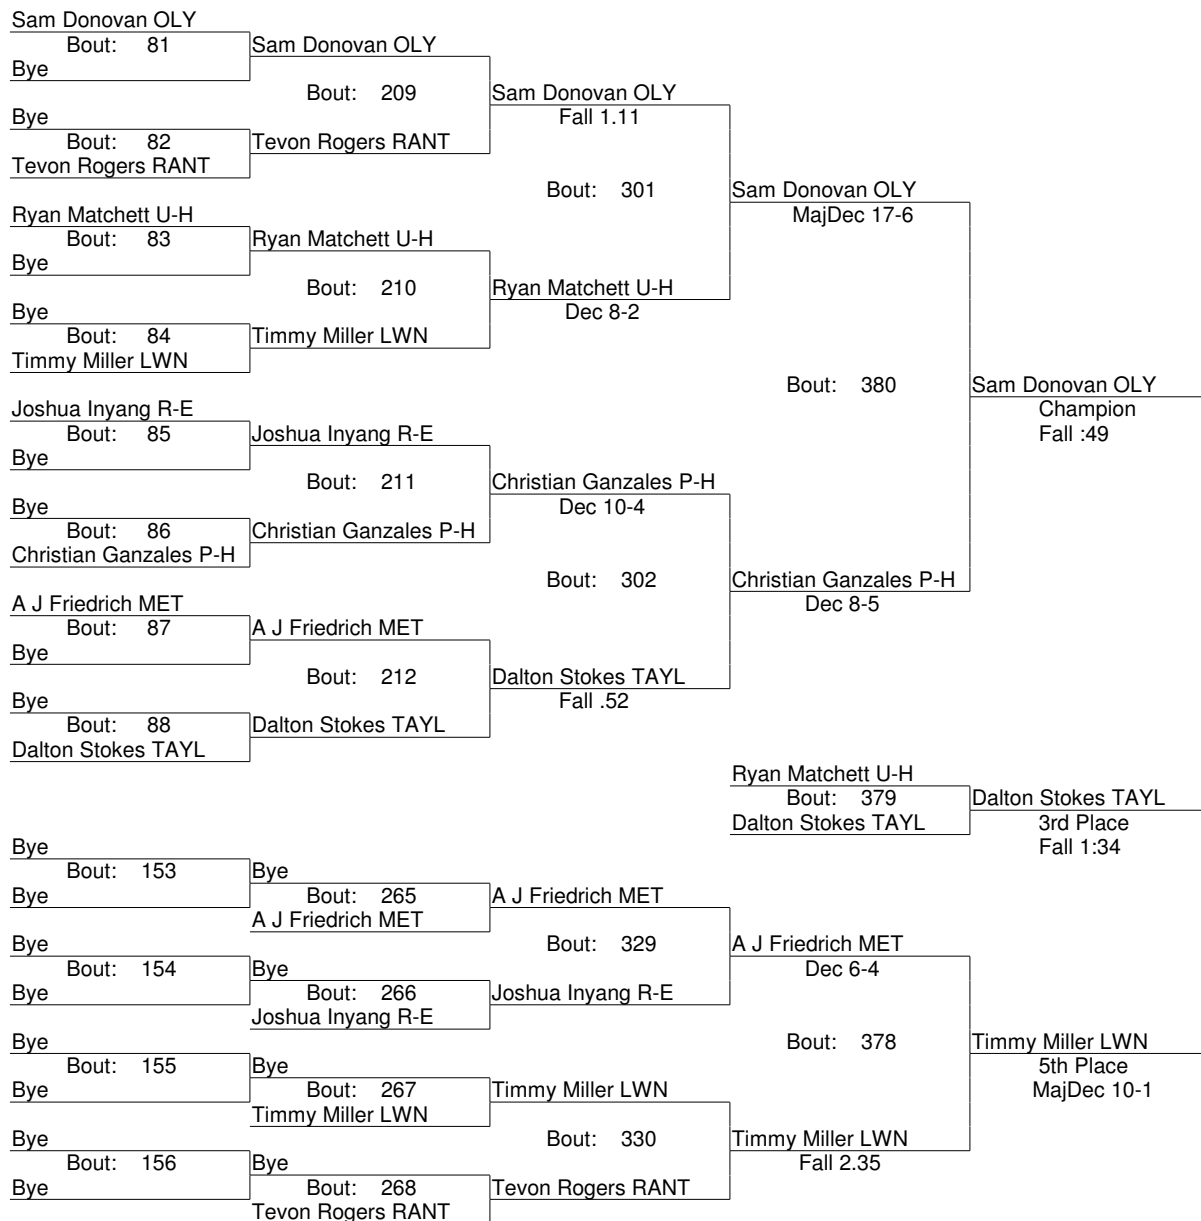 Sam Donovan OLY
Bout: 81 Sam Donovan OLY
Bye
Bout: 209 Sam Donovan OLY
Bye Fall 1.11
Bout: 82 Tevon Rogers RANT
Tevon Rogers RANT
Bout: 301 Sam Donovan OLY
Ryan Matchett U-H MajDec 17-6
Bout: 83 Ryan Matchett U-H
Bye
Bout: 210 Ryan Matchett U-H
Bye Dec 8-2
Bout: 84 Timmy Miller LWN
Timmy Miller LWN
Bout: 380 Sam Donovan OLY
Joshua Inyang R-E Champion
Bout: 85 Joshua Inyang R-E Fall :49
Bye
Bout: 211 Christian Ganzales P-H
Bye Dec 10-4
Bout: 86 Christian Ganzales P-H
Christian Ganzales P-H
Bout: 302 Christian Ganzales P-H
A J Friedrich MET Dec 8-5
Bout: 87 A J Friedrich MET
Bye
Bout: 212 Dalton Stokes TAYL
Bye Fall .52
Bout: 88 Dalton Stokes TAYL
Dalton Stokes TAYL
Ryan Matchett U-H
Bout: 379 Dalton Stokes TAYL
Dalton Stokes TAYL 3rd Place
Bye Fall 1:34
Bout: 153 Bye
Bye Bout: 265 A J Friedrich MET
A J Friedrich MET
Bye Bout: 329 A J Friedrich MET
Bout: 154 Bye Dec 6-4
Bye Bout: 266 Joshua Inyang R-E
Joshua Inyang R-E
Bye Bout: 378 Timmy Miller LWN
Bout: 155 Bye 5th Place
Bye Bout: 267 Timmy Miller LWN MajDec 10-1
Timmy Miller LWN
Bye Bout: 330 Timmy Miller LWN
Bout: 156 Bye Fall 2.35
Bye Bout: 268 Tevon Rogers RANT
Tevon Rogers RANT